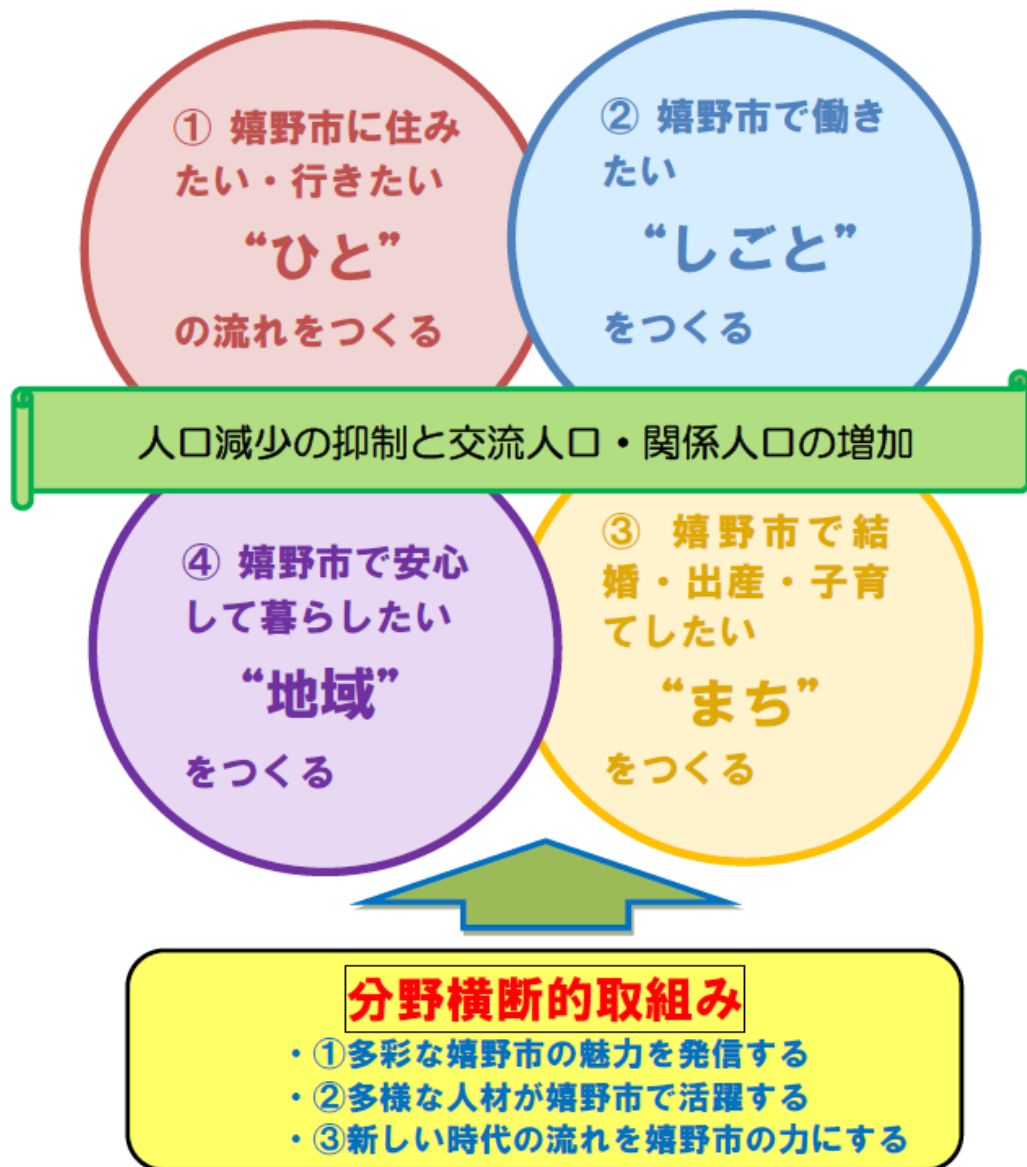 ① 嬉野市に住み
たい・行きたい
“ひと”
の流れをつくる
② 嬉野市で働き
たい
“しごと”
をつくる
人口減少の抑制と交流人口・関係人口の増加
④ 嬉野市で安心
して暮らしたい
“地域”
をつくる
③ 嬉野市で結
婚・出産・子育
てしたい
“まち”
をつくる
分野横断的取組み
・①多彩な嬉野市の魅力を発信する
・②多様な人材が嬉野市で活躍する
・③新しい時代の流れを嬉野市の力にする